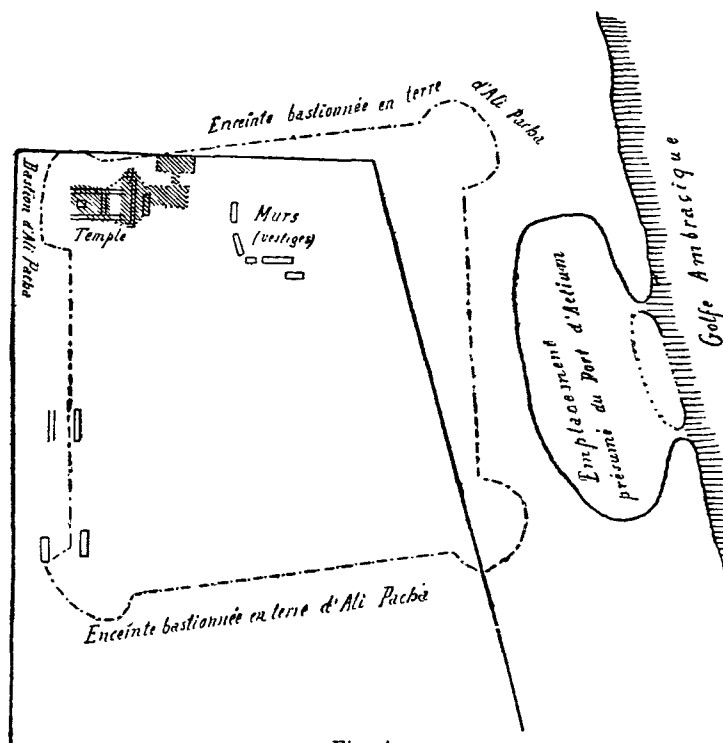 Enceinte bastionnée en terre d'Ali Pacha
Bastion d'Ali Pacha
Temple
Murs
(vestiges)
Emplacement
présumé du Port d'Actium
Golfe Ambracique
Enceinte bastionnée en terre d'Ali Pacha